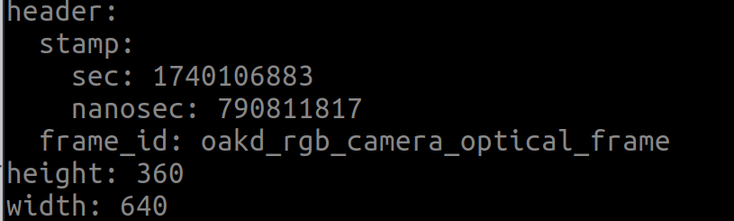 header:
  stamp:
    sec: 1740106883
    nanosec: 790811817
  frame_id: oakd_rgb_camera_optical_frame
height: 360
width: 640